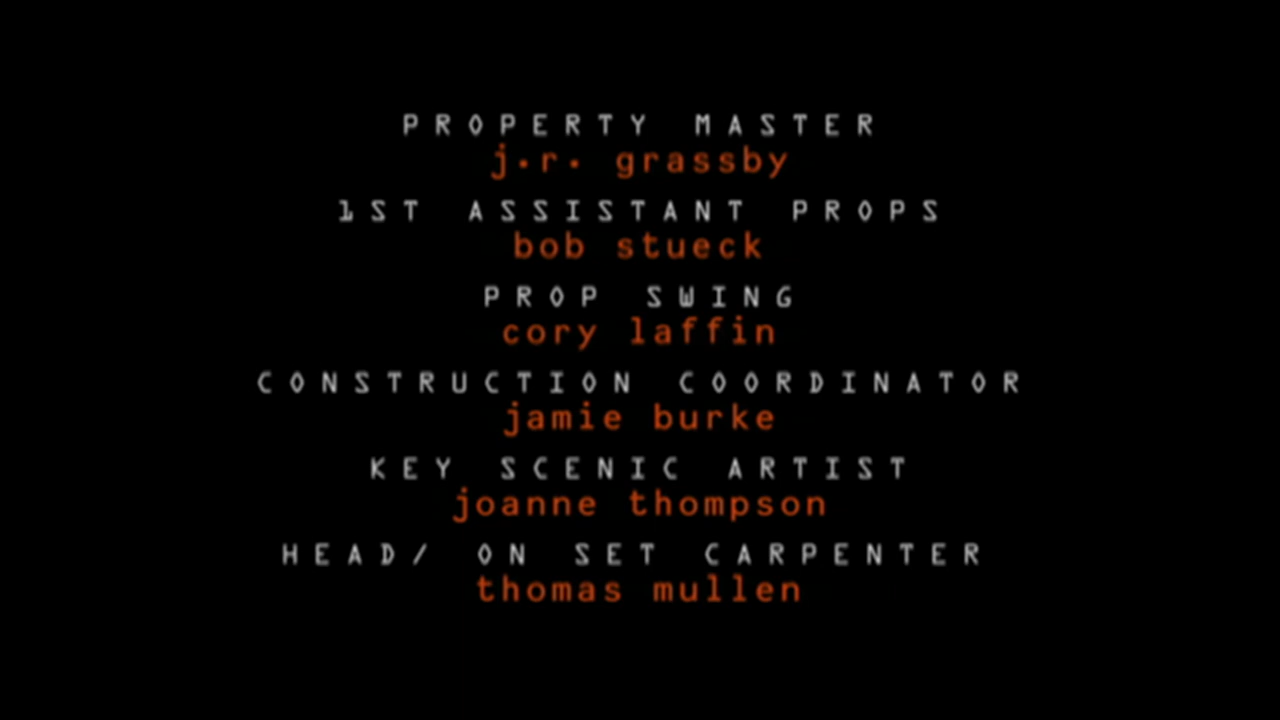 PROPERTY MASTER
j.r. grassby
1ST ASSISTANT PROPS
bob stueck
PROP SWING
cory laffin
CONSTRUCTION COORDINATOR
jamie burke
KEY SCENIC ARTIST
joanne thompson
HEAD/ ON SET CARPENTER
thomas mullen